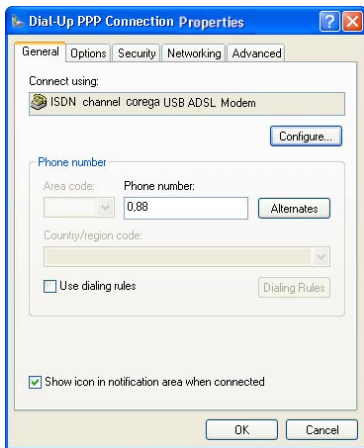 Dial-Up PPP Connection Properties
General Options Security Networking Advanced
Connect using:
ISDN channel corega USB ADSL Modem
Configure...
Phone number
Area code: Phone number:
0,88 Alternates
Country/region code:
Use dialing rules Dialing Rules
Show icon in notification area when connected
OK Cancel